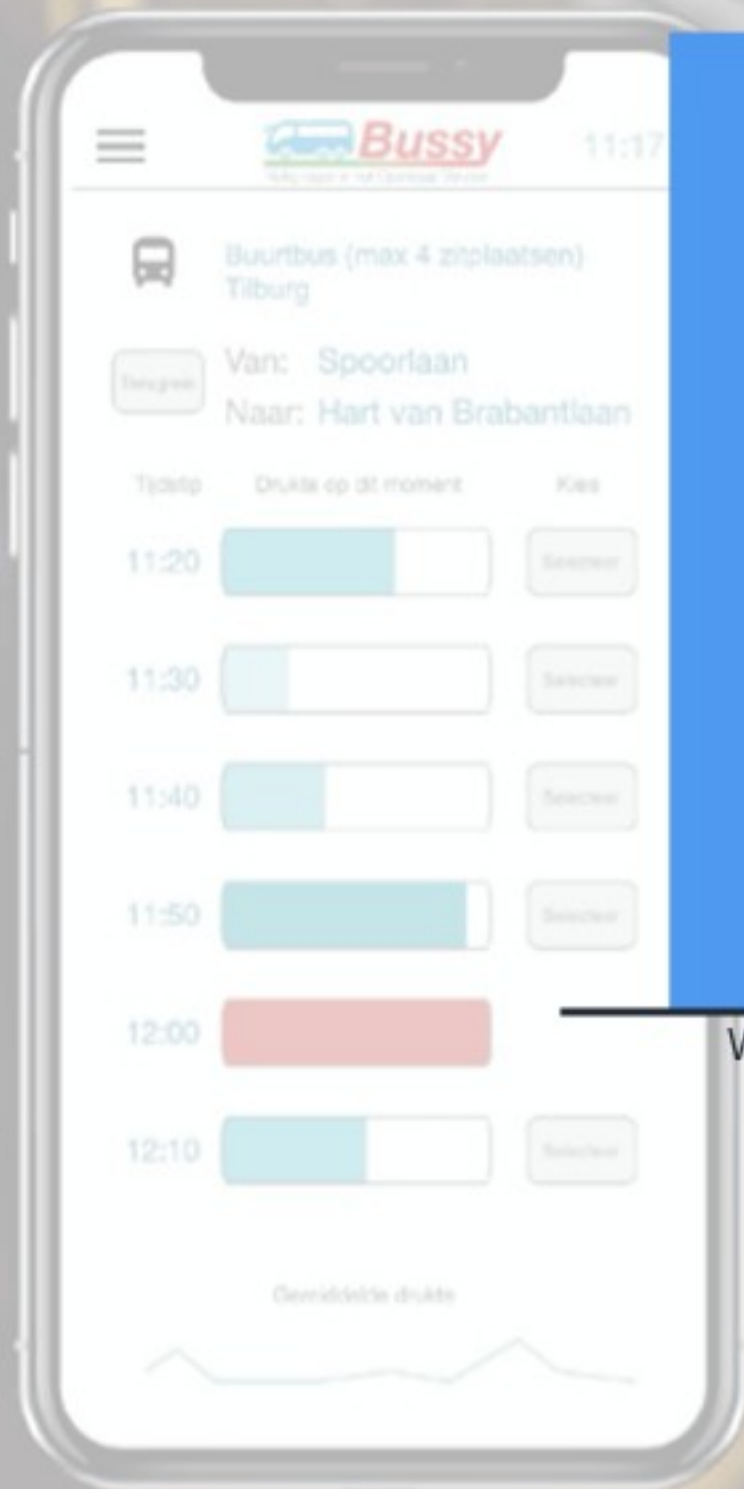 Bussy
11:17
Buurtbus (max 4 zitplaatsen)
Tilburg
Van: Spoorlaan
Naar: Hart van Brabantlaan
Tijdstip Drukte op dit moment Kies
11:20 Selecteer
11:30 Selecteer
11:40 Selecteer
11:50 Selecteer
12:00
12:10 Selecteer
Gemiddelde drukte